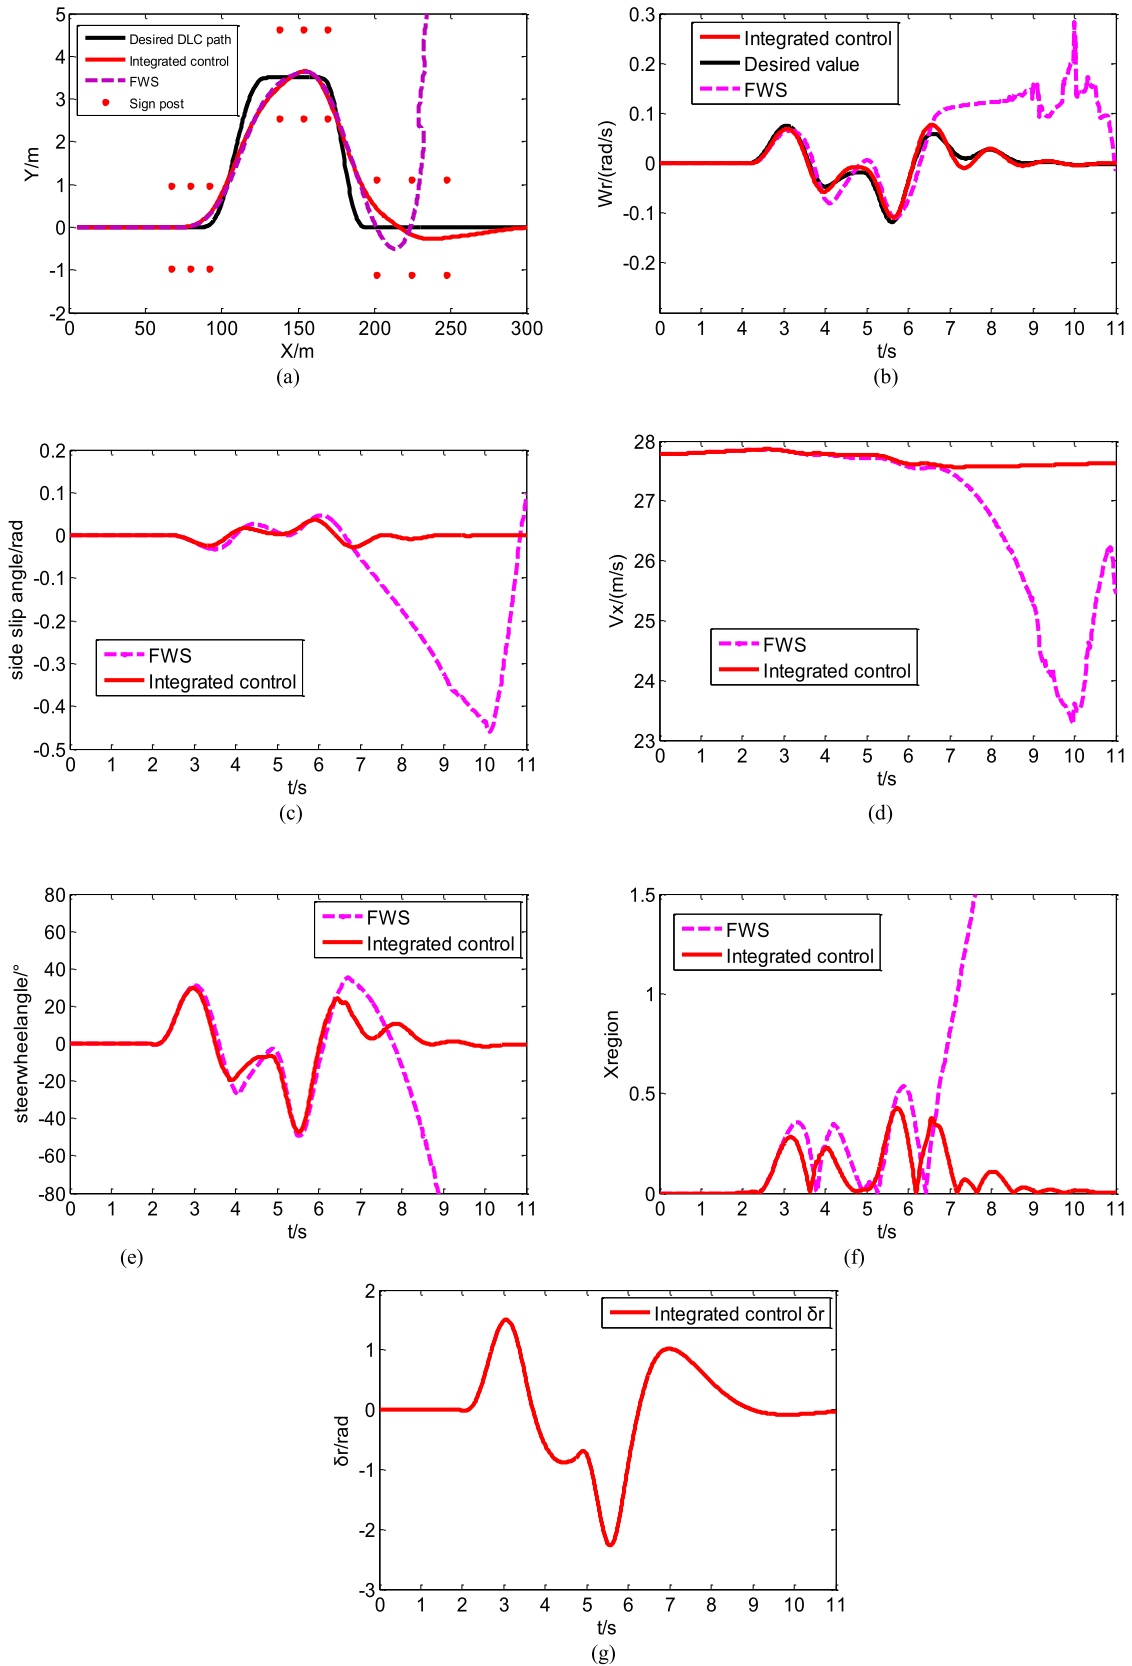 5
4
3
2
1
0
-1
-2
Y/m
Desired DLC path
Integrated control
FWS
Sign post
0 50 100 150 200 250 300
X/m
(a)
0.3
0.2
0.1
0
-0.1
-0.2
Wr/(rad/s)
Integrated control
Desired value
FWS
0 1 2 3 4 5 6 7 8 9 10 11
t/s
(b)
0.2
0.1
0
-0.1
-0.2
-0.3
-0.4
-0.5
side slip angle/rad
FWS
Integrated control
0 1 2 3 4 5 6 7 8 9 10 11
t/s
(c)
28
27
26
25
24
23
Vx/(m/s)
FWS
Integrated control
0 1 2 3 4 5 6 7 8 9 10 11
t/s
(d)
80
60
40
20
0
-20
-40
-60
-80
steerwheelangle/°
FWS
Integrated control
0 1 2 3 4 5 6 7 8 9 10 11
t/s
(e)
1.5
1
0.5
0
Xregion
FWS
Integrated control
0 1 2 3 4 5 6 7 8 9 10 11
t/s
(f)
2
1
0
-1
-2
-3
δr/rad
Integrated control δr
0 1 2 3 4 5 6 7 8 9 10 11
t/s
(g)